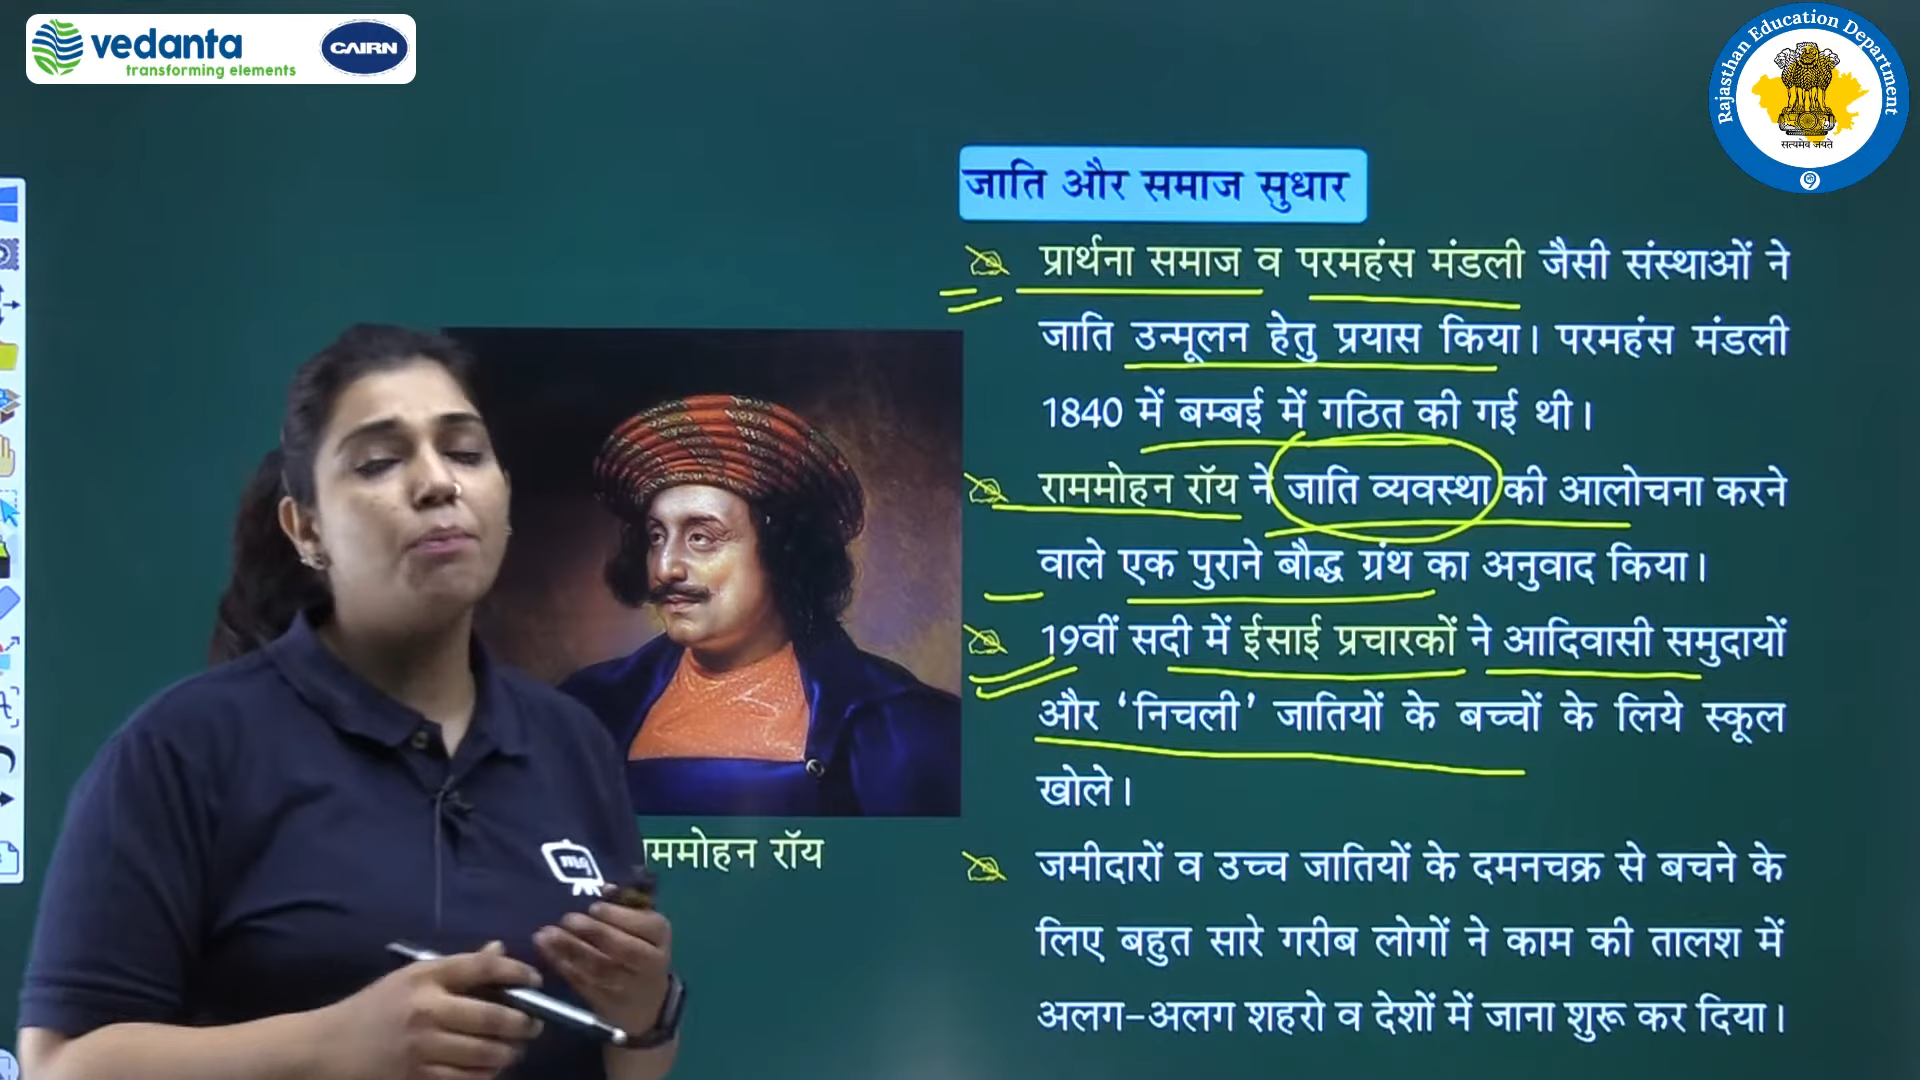 vedanta
transforming elements
CAIRN
Rajasthan Education Department
सत्यमेव जयते
जाति और समाज सुधार
प्रार्थना समाज व परमहंस मंडली जैसी संस्थाओं ने
जाति उन्मूलन हेतु प्रयास किया। परमहंस मंडली
1840 में बम्बई में गठित की गई थी।
राममोहन रॉय ने जाति व्यवस्था की आलोचना करने
वाले एक पुराने बौद्ध ग्रंथ का अनुवाद किया।
19वीं सदी में ईसाई प्रचारकों ने आदिवासी समुदायों
और ‘निचली’ जातियों के बच्चों के लिये स्कूल
खोले।
जमीदारों व उच्च जातियों के दमनचक्र से बचने के
लिए बहुत सारे गरीब लोगों ने काम की तालश में
अलग-अलग शहरो व देशों में जाना शुरू कर दिया।
ममोहन रॉय